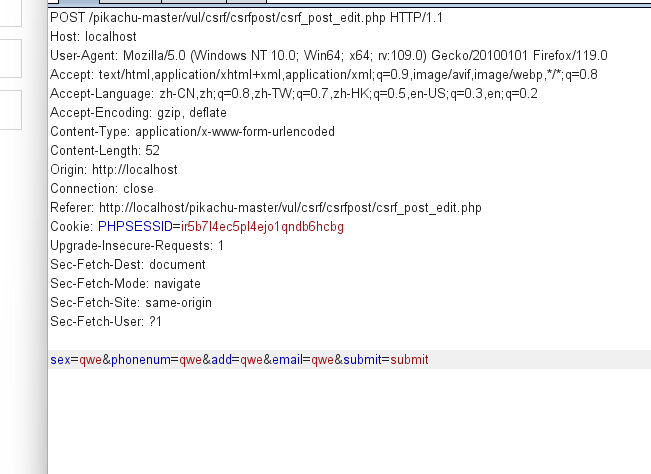 POST /pikachu-master/vul/csrf/csrfpost/csrf_post_edit.php HTTP/1.1
Host: localhost
User-Agent: Mozilla/5.0 (Windows NT 10.0; Win64; x64; rv:109.0) Gecko/20100101 Firefox/119.0
Accept: text/html,application/xhtml+xml,application/xml;q=0.9,image/avif,image/webp,*/*;q=0.8
Accept-Language: zh-CN,zh;q=0.8,zh-TW;q=0.7,zh-HK;q=0.5,en-US;q=0.3,en;q=0.2
Accept-Encoding: gzip, deflate
Content-Type: application/x-www-form-urlencoded
Content-Length: 52
Origin: http://localhost
Connection: close
Referer: http://localhost/pikachu-master/vul/csrf/csrfpost/csrf_post_edit.php
Cookie: PHPSESSID=ir5b7l4ec5pl4ejo1qndb6hcbg
Upgrade-Insecure-Requests: 1
Sec-Fetch-Dest: document
Sec-Fetch-Mode: navigate
Sec-Fetch-Site: same-origin
Sec-Fetch-User: ?1
sex=qwe&phonenum=qwe&add=qwe&email=qwe&submit=submit